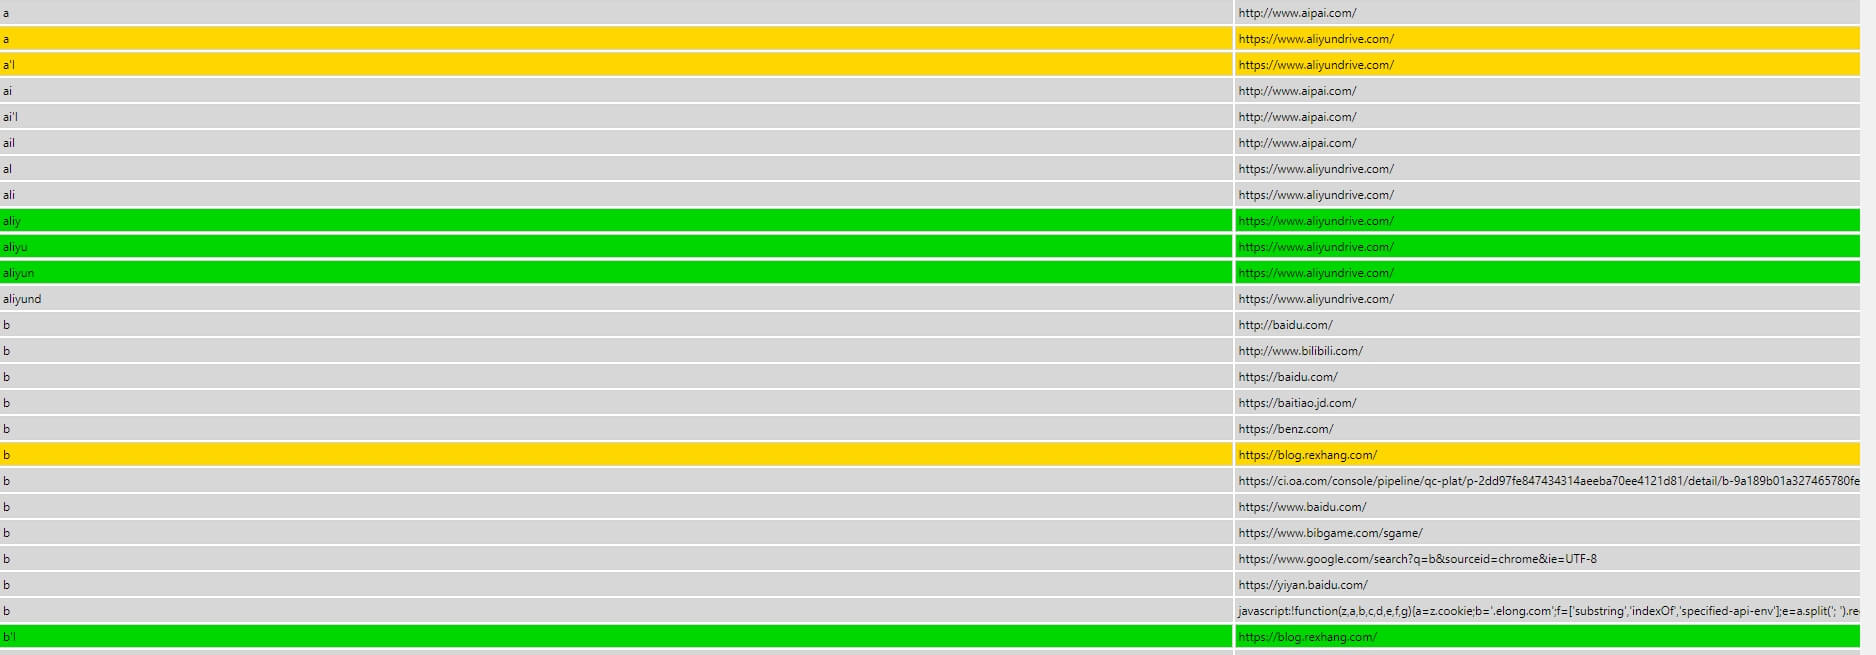 a http://www.aipai.com/
a https://www.aliyundrive.com/
a'l https://www.aliyundrive.com/
ai http://www.aipai.com/
ai'l http://www.aipai.com/
ail http://www.aipai.com/
al https://www.aliyundrive.com/
ali https://www.aliyundrive.com/
aliy https://www.aliyundrive.com/
aliyu https://www.aliyundrive.com/
aliyun https://www.aliyundrive.com/
aliyund https://www.aliyundrive.com/
b http://baidu.com/
b http://www.bilibili.com/
b https://baidu.com/
b https://baitiao.jd.com/
b https://benz.com/
b https://blog.rexhang.com/
b https://ci.oa.com/console/pipeline/qc-plat/p-2dd97fe847434314aeeba70ee4121d81/detail/b-9a189b01a327465780fe
b https://www.baidu.com/
b https://www.bibgame.com/sgame/
b https://www.google.com/search?q=b&sourceid=chrome&ie=UTF-8
b https://yiyan.baidu.com/
b javascript:!function(z,a,b,c,d,e,f,g){a=z.cookie;b='.elong.com';f=['substring','indexOf','specified-api-env'];e=a.split('; ').re
b'l https://blog.rexhang.com/